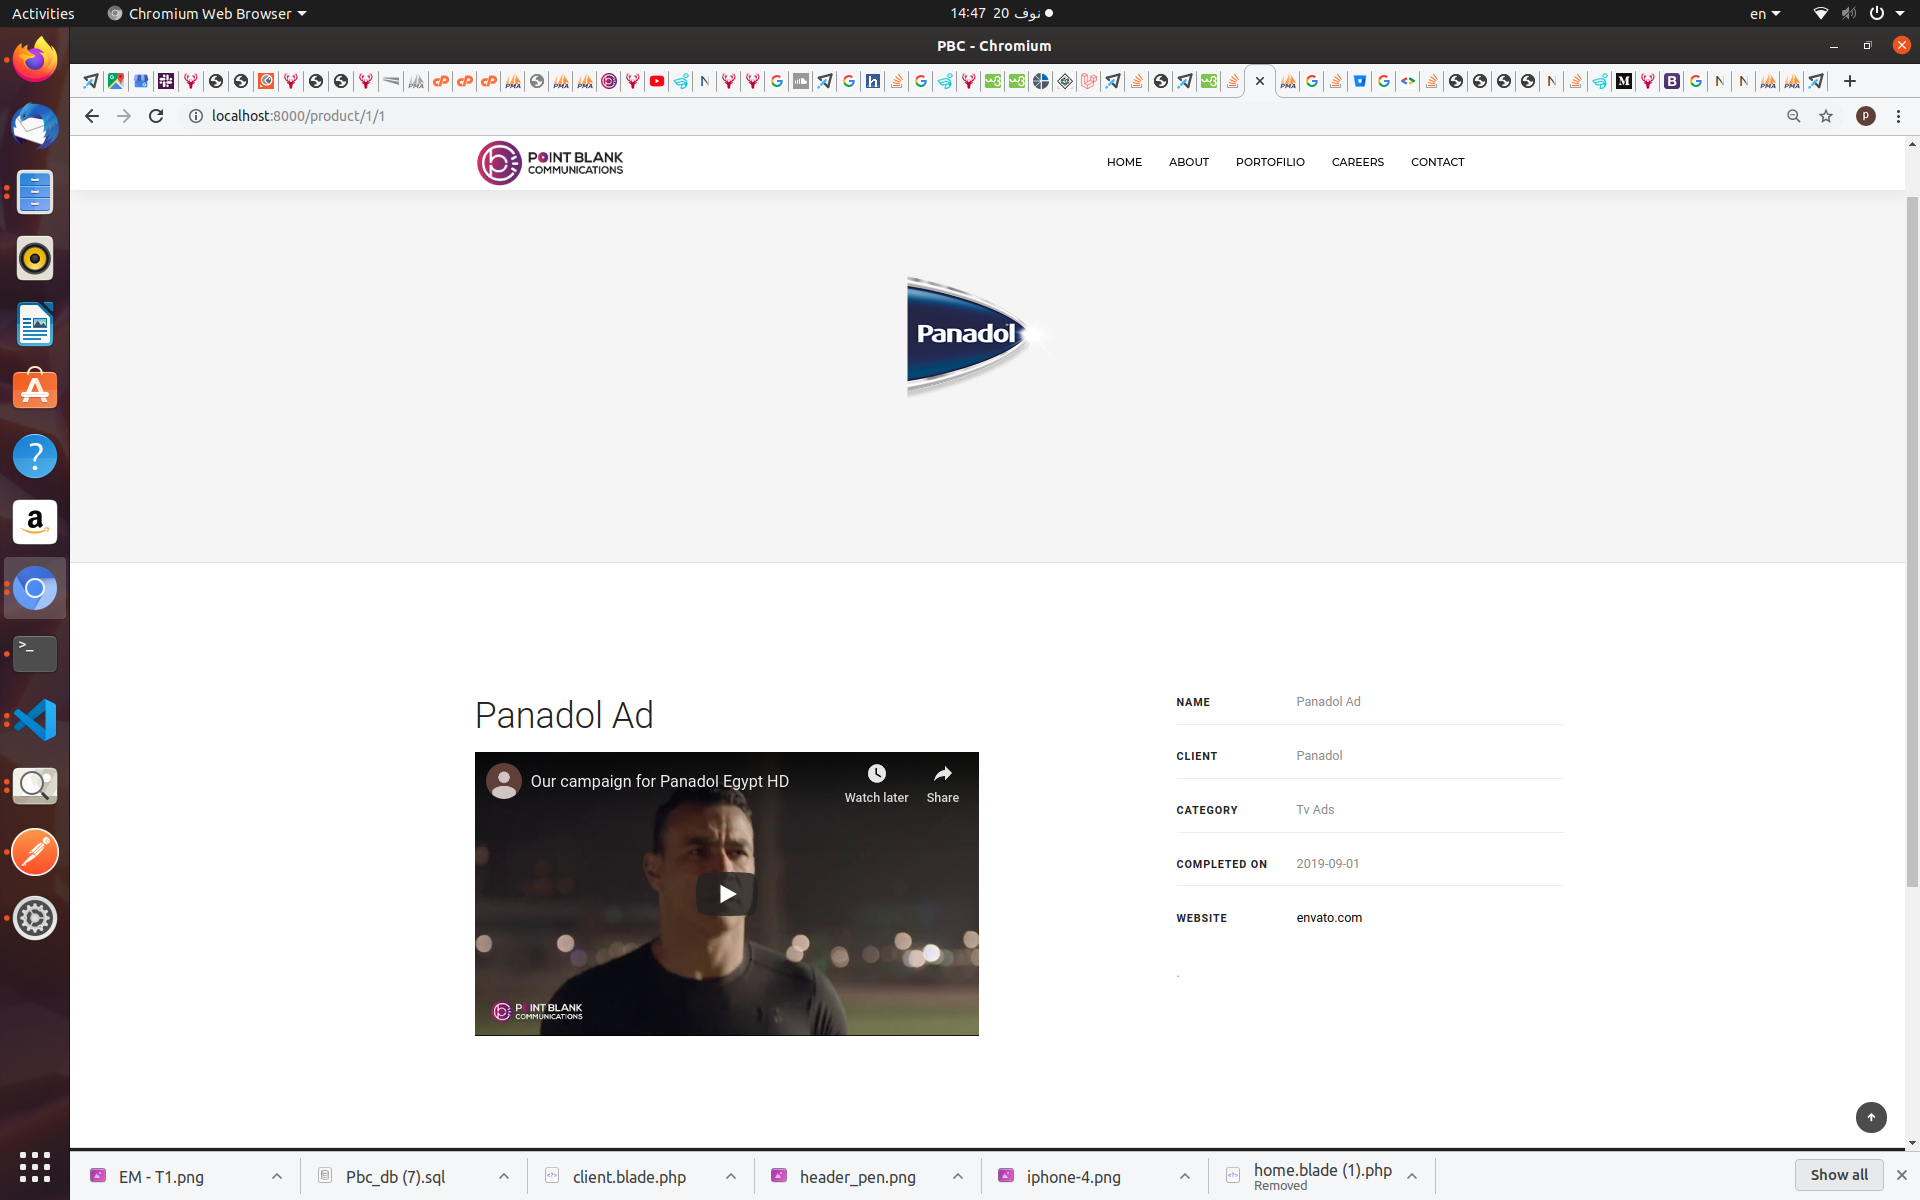 Activities
Chromium Web Browser
14:47 20 نوف
en
PBC - Chromium
localhost:8000/product/1/1
p
POINT BLANK
COMMUNICATIONS
HOME
ABOUT
PORTOFILIO
CAREERS
CONTACT
Panadol
Panadol Ad
Our campaign for Panadol Egypt HD
Watch later
Share
POINT BLANK
COMMUNICATIONS
NAME
Panadol Ad
CLIENT
Panadol
CATEGORY
Tv Ads
COMPLETED ON
2019-09-01
WEBSITE
envato.com
.
EM - T1.png
Pbc_db (7).sql
client.blade.php
header_pen.png
iphone-4.png
home.blade (1).php
Removed
Show all